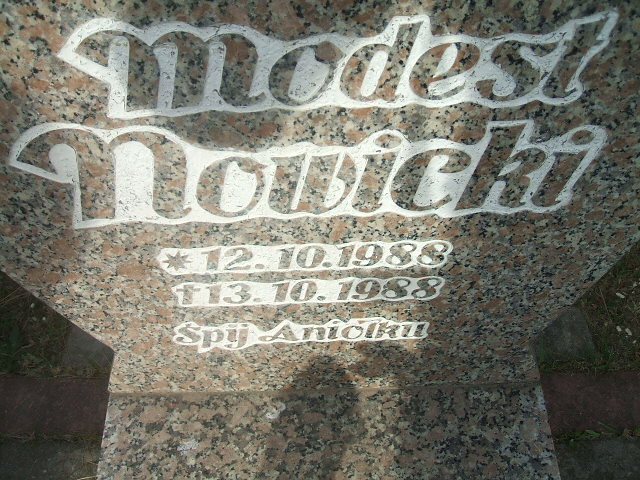 Modest
Nowicki
* 12.10.1988
† 13.10.1988
Śpij Aniołku